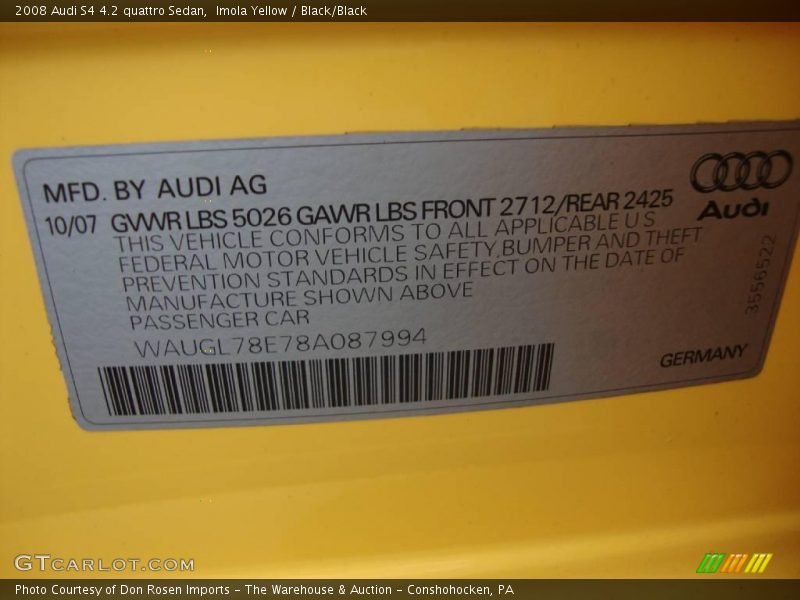 2008 Audi S4 4.2 quattro Sedan,  Imola Yellow / Black/Black
MFD. BY AUDI AG
10/07 GVWR LBS 5026 GAWR LBS FRONT 2712/REAR 2425
THIS VEHICLE CONFORMS TO ALL APPLICABLE U S
FEDERAL MOTOR VEHICLE SAFETY,BUMPER AND THEFT
PREVENTION STANDARDS IN EFFECT ON THE DATE OF
MANUFACTURE SHOWN ABOVE
PASSENGER CAR
WAUGL78E78A087994
Audi
3556522
GERMANY
GTCARLOT.COM
Photo Courtesy of Don Rosen Imports - The Warehouse & Auction - Conshohocken, PA